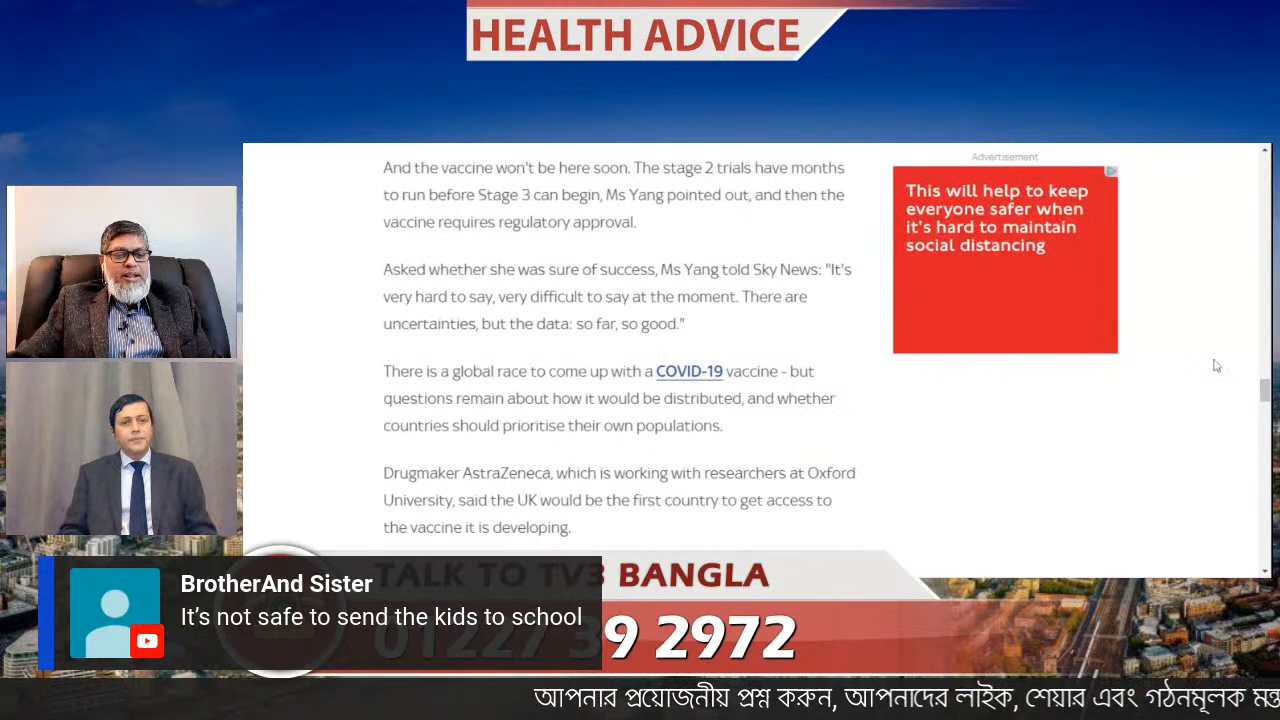 HEALTH ADVICE
And the vaccine won't be here soon. The stage 2 trials have months
to run before Stage 3 can begin, Ms Yang pointed out, and then the
vaccine requires regulatory approval.
Asked whether she was sure of success, Ms Yang told Sky News: "It's
very hard to say, very difficult to say at the moment. There are
uncertainties, but the data: so far, so good."
There is a global race to come up with a COVID-19 vaccine - but
questions remain about how it would be distributed, and whether
countries should prioritise their own populations.
Drugmaker AstraZeneca, which is working with researchers at Oxford
University, said the UK would be the first country to get access to
the vaccine it is developing.
Advertisement
This will help to keep
everyone safer when
it's hard to maintain
social distancing
TALK TO TV3 BANGLA
01227 39 2972
BrotherAnd Sister
It's not safe to send the kids to school
আপনার প্রয়োজনীয় প্রশ্ন করুন, আপনাদের লাইক, শেয়ার এবং গঠনমূলক